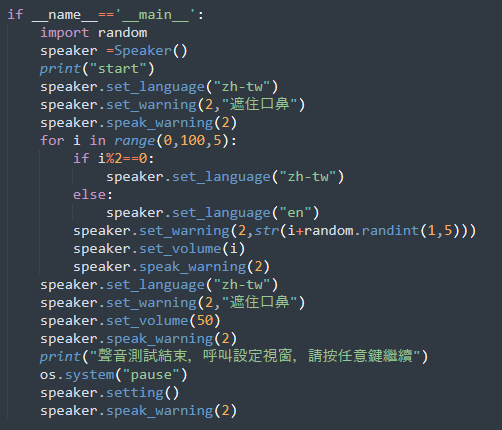 if __name__=='__main__':
    import random
    speaker =Speaker()
    print("start")
    speaker.set_language("zh-tw")
    speaker.set_warning(2,"遮住口鼻")
    speaker.speak_warning(2)
    for i in range(0,100,5):
        if i%2==0:
            speaker.set_language("zh-tw")
        else:
            speaker.set_language("en")
        speaker.set_warning(2,str(i+random.randint(1,5)))
        speaker.set_volume(i)
        speaker.speak_warning(2)
    speaker.set_language("zh-tw")
    speaker.set_warning(2,"遮住口鼻")
    speaker.set_volume(50)
    speaker.speak_warning(2)
    print("聲音測試結束，呼叫設定視窗，請按任意鍵繼續")
    os.system("pause")
    speaker.setting()
    speaker.speak_warning(2)